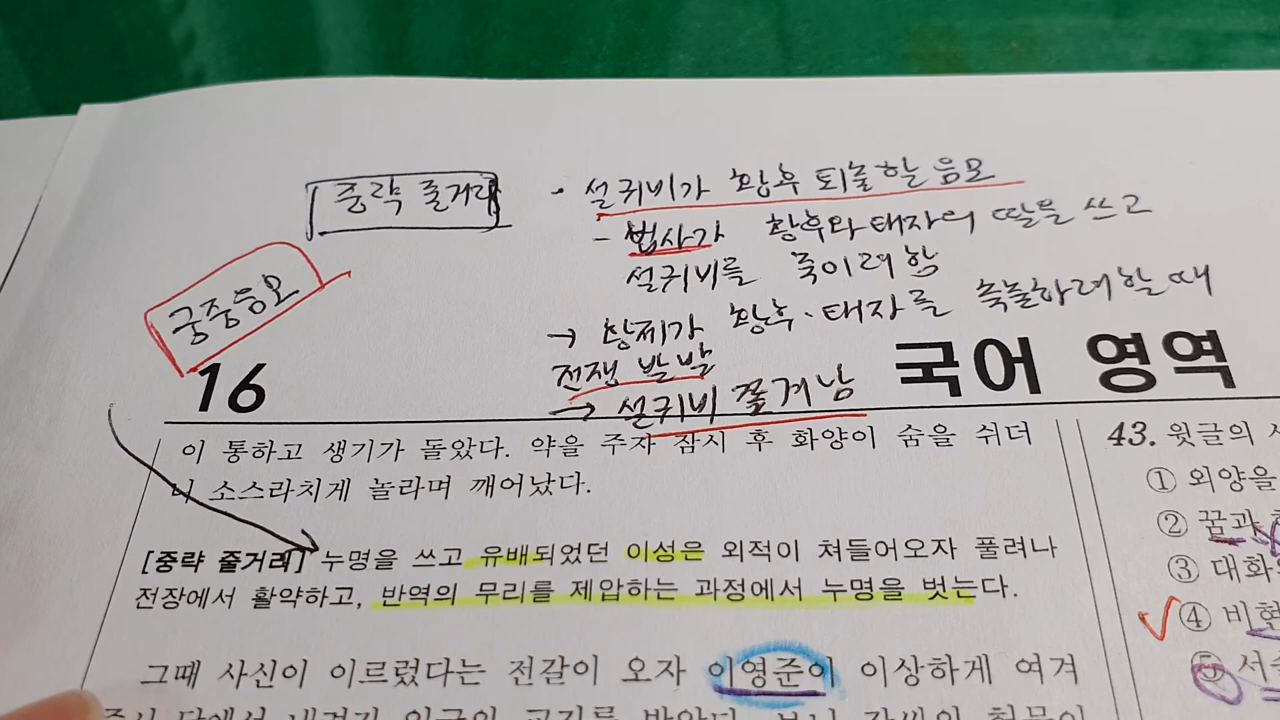 중략 줄거리
- 설귀비가 황후 퇴출할 음모
- 법사가 황후와 태자의 딸을 쓰고
설귀비를 죽이려 함
→ 황제가 황후·태자를 축출하려 할 때
전쟁 발발
→ 설귀비 쫓겨남
궁중음모
16
국어 영역
이 통하고 생기가 돌았다. 약을 주자 잠시 후 화양이 숨을 쉬더
니 소스라치게 놀라며 깨어났다.
[중략 줄거리] 누명을 쓰고 유배되었던 이성은 외적이 쳐들어오자 풀려나
전장에서 활약하고, 반역의 무리를 제압하는 과정에서 누명을 벗는다.
그때 사신이 이르렀다는 전갈이 오자 이영준이 이상하게 여겨
43. 윗글의
① 외양을
② 꿈과
③ 대화
④ 비현
⑤